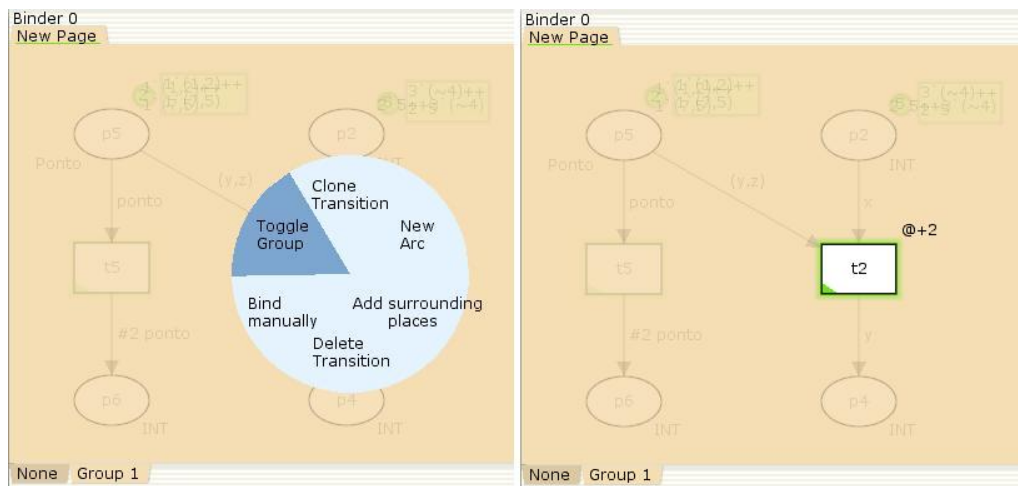 Binder 0
New Page
p5
p2
Ponto
INT
(y,z)
ponto
Clone
Transition
Toggle
Group
New
Arc
t5
Bind
manually
Add surrounding
places
#2 ponto
Delete
Transition
p6
p4
INT
INT
None
Group 1
Binder 0
New Page
p5
p2
Ponto
INT
(y,z)
ponto
x
@+2
t5
t2
#2 ponto
y
p6
p4
INT
INT
None
Group 1